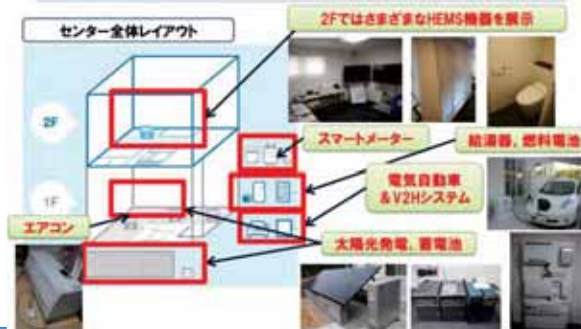 2FではさまざまなHEMS機器を展示
センター全体レイアウト
2F
スマートメーター
給湯器、燃料電池
1F
電気自動車
&V2Hシステム
エアコン
太陽光発電、蓄電池